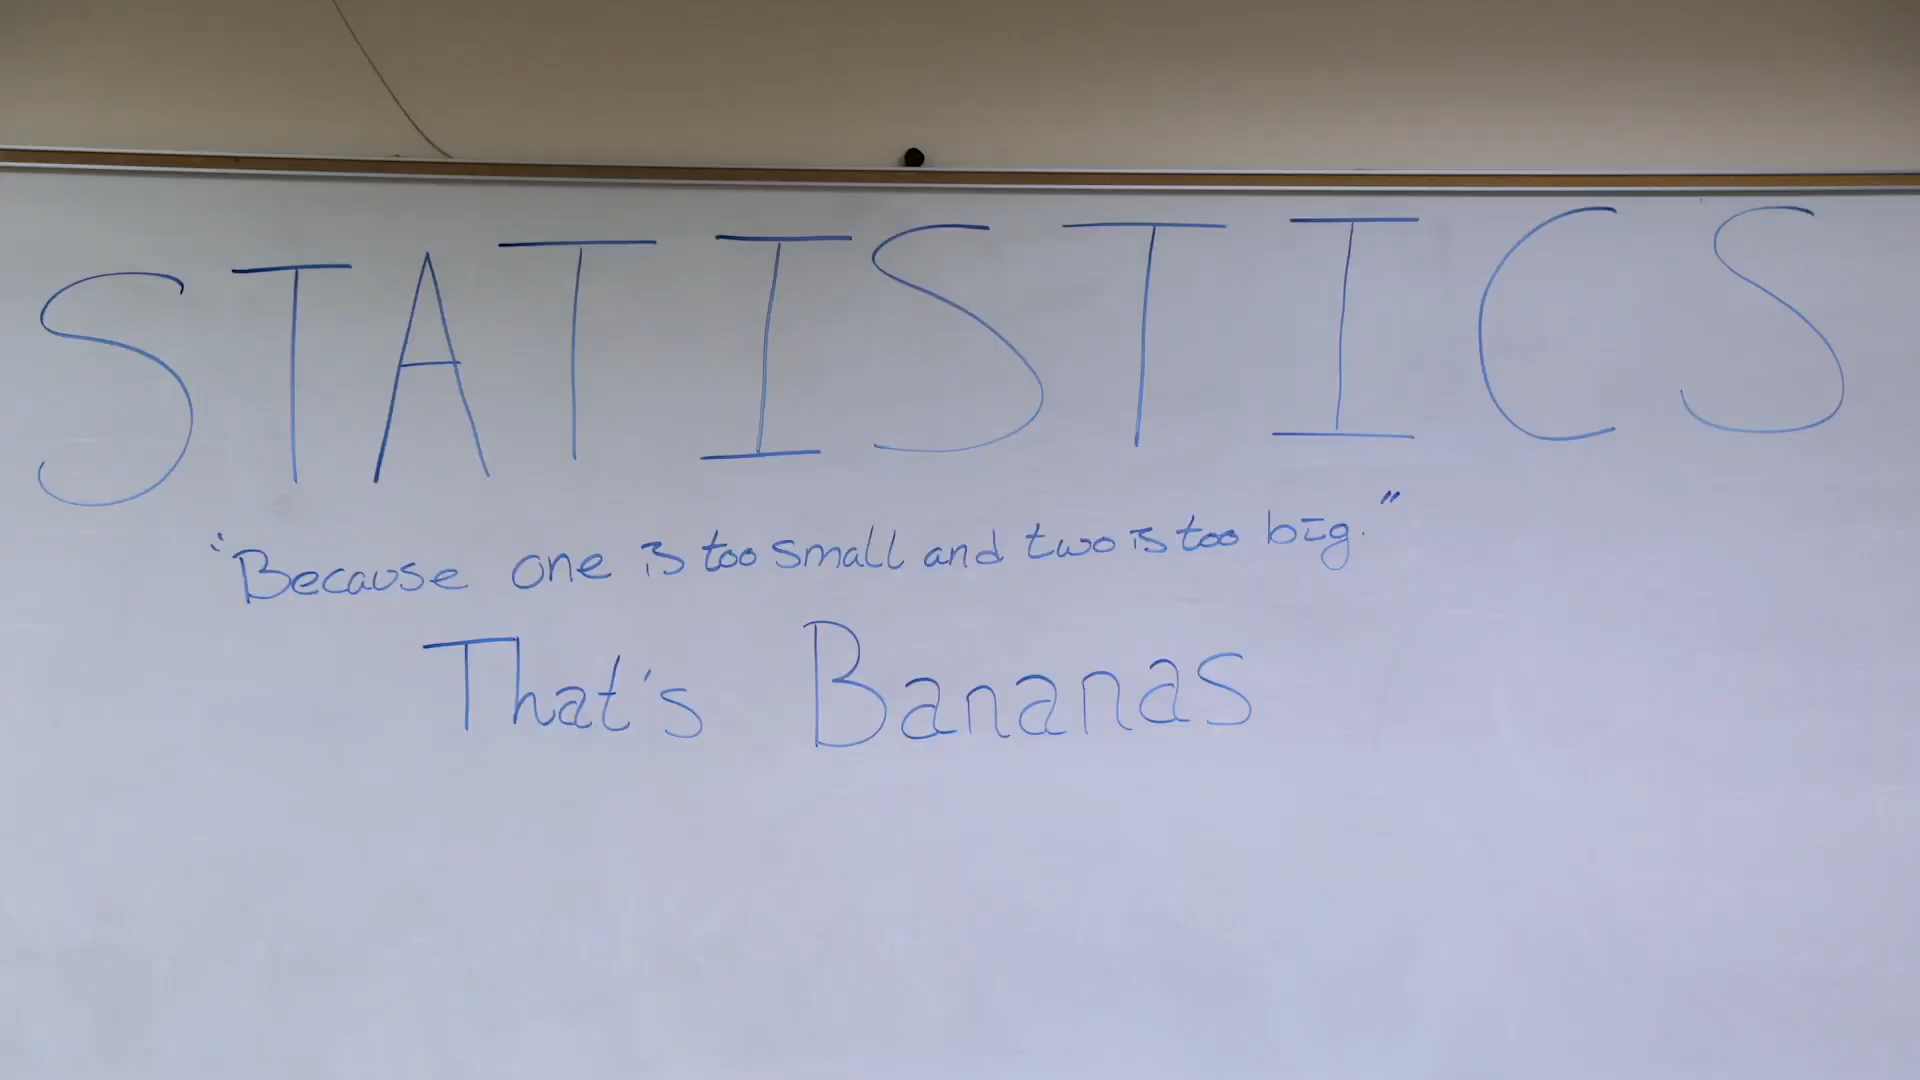 STATISTICS
"Because one is too small and two is too big."
That's Bananas